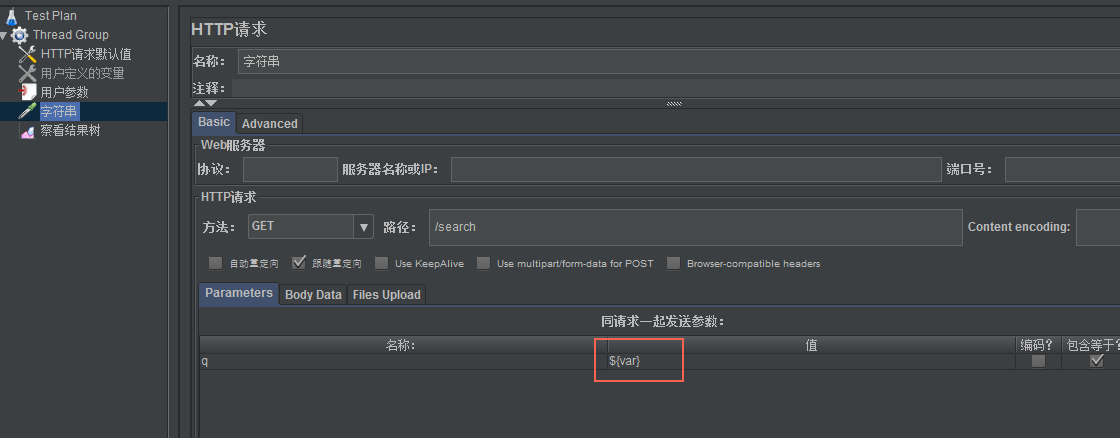 Test Plan
Thread Group
HTTP请求默认值
用户定义的变量
用户参数
字符串
察看结果树
HTTP请求
名称: 字符串
注释:
Basic Advanced
Web服务器
协议: 服务器名称或IP: 端口号:
HTTP请求
方法: GET 路径: /search Content encoding:
自动重定向 跟随重定向 Use KeepAlive Use multipart/form-data for POST Browser-compatible headers
Parameters Body Data Files Upload
同请求一起发送参数:
名称: 值 编码? 包含等于?
q ${var}